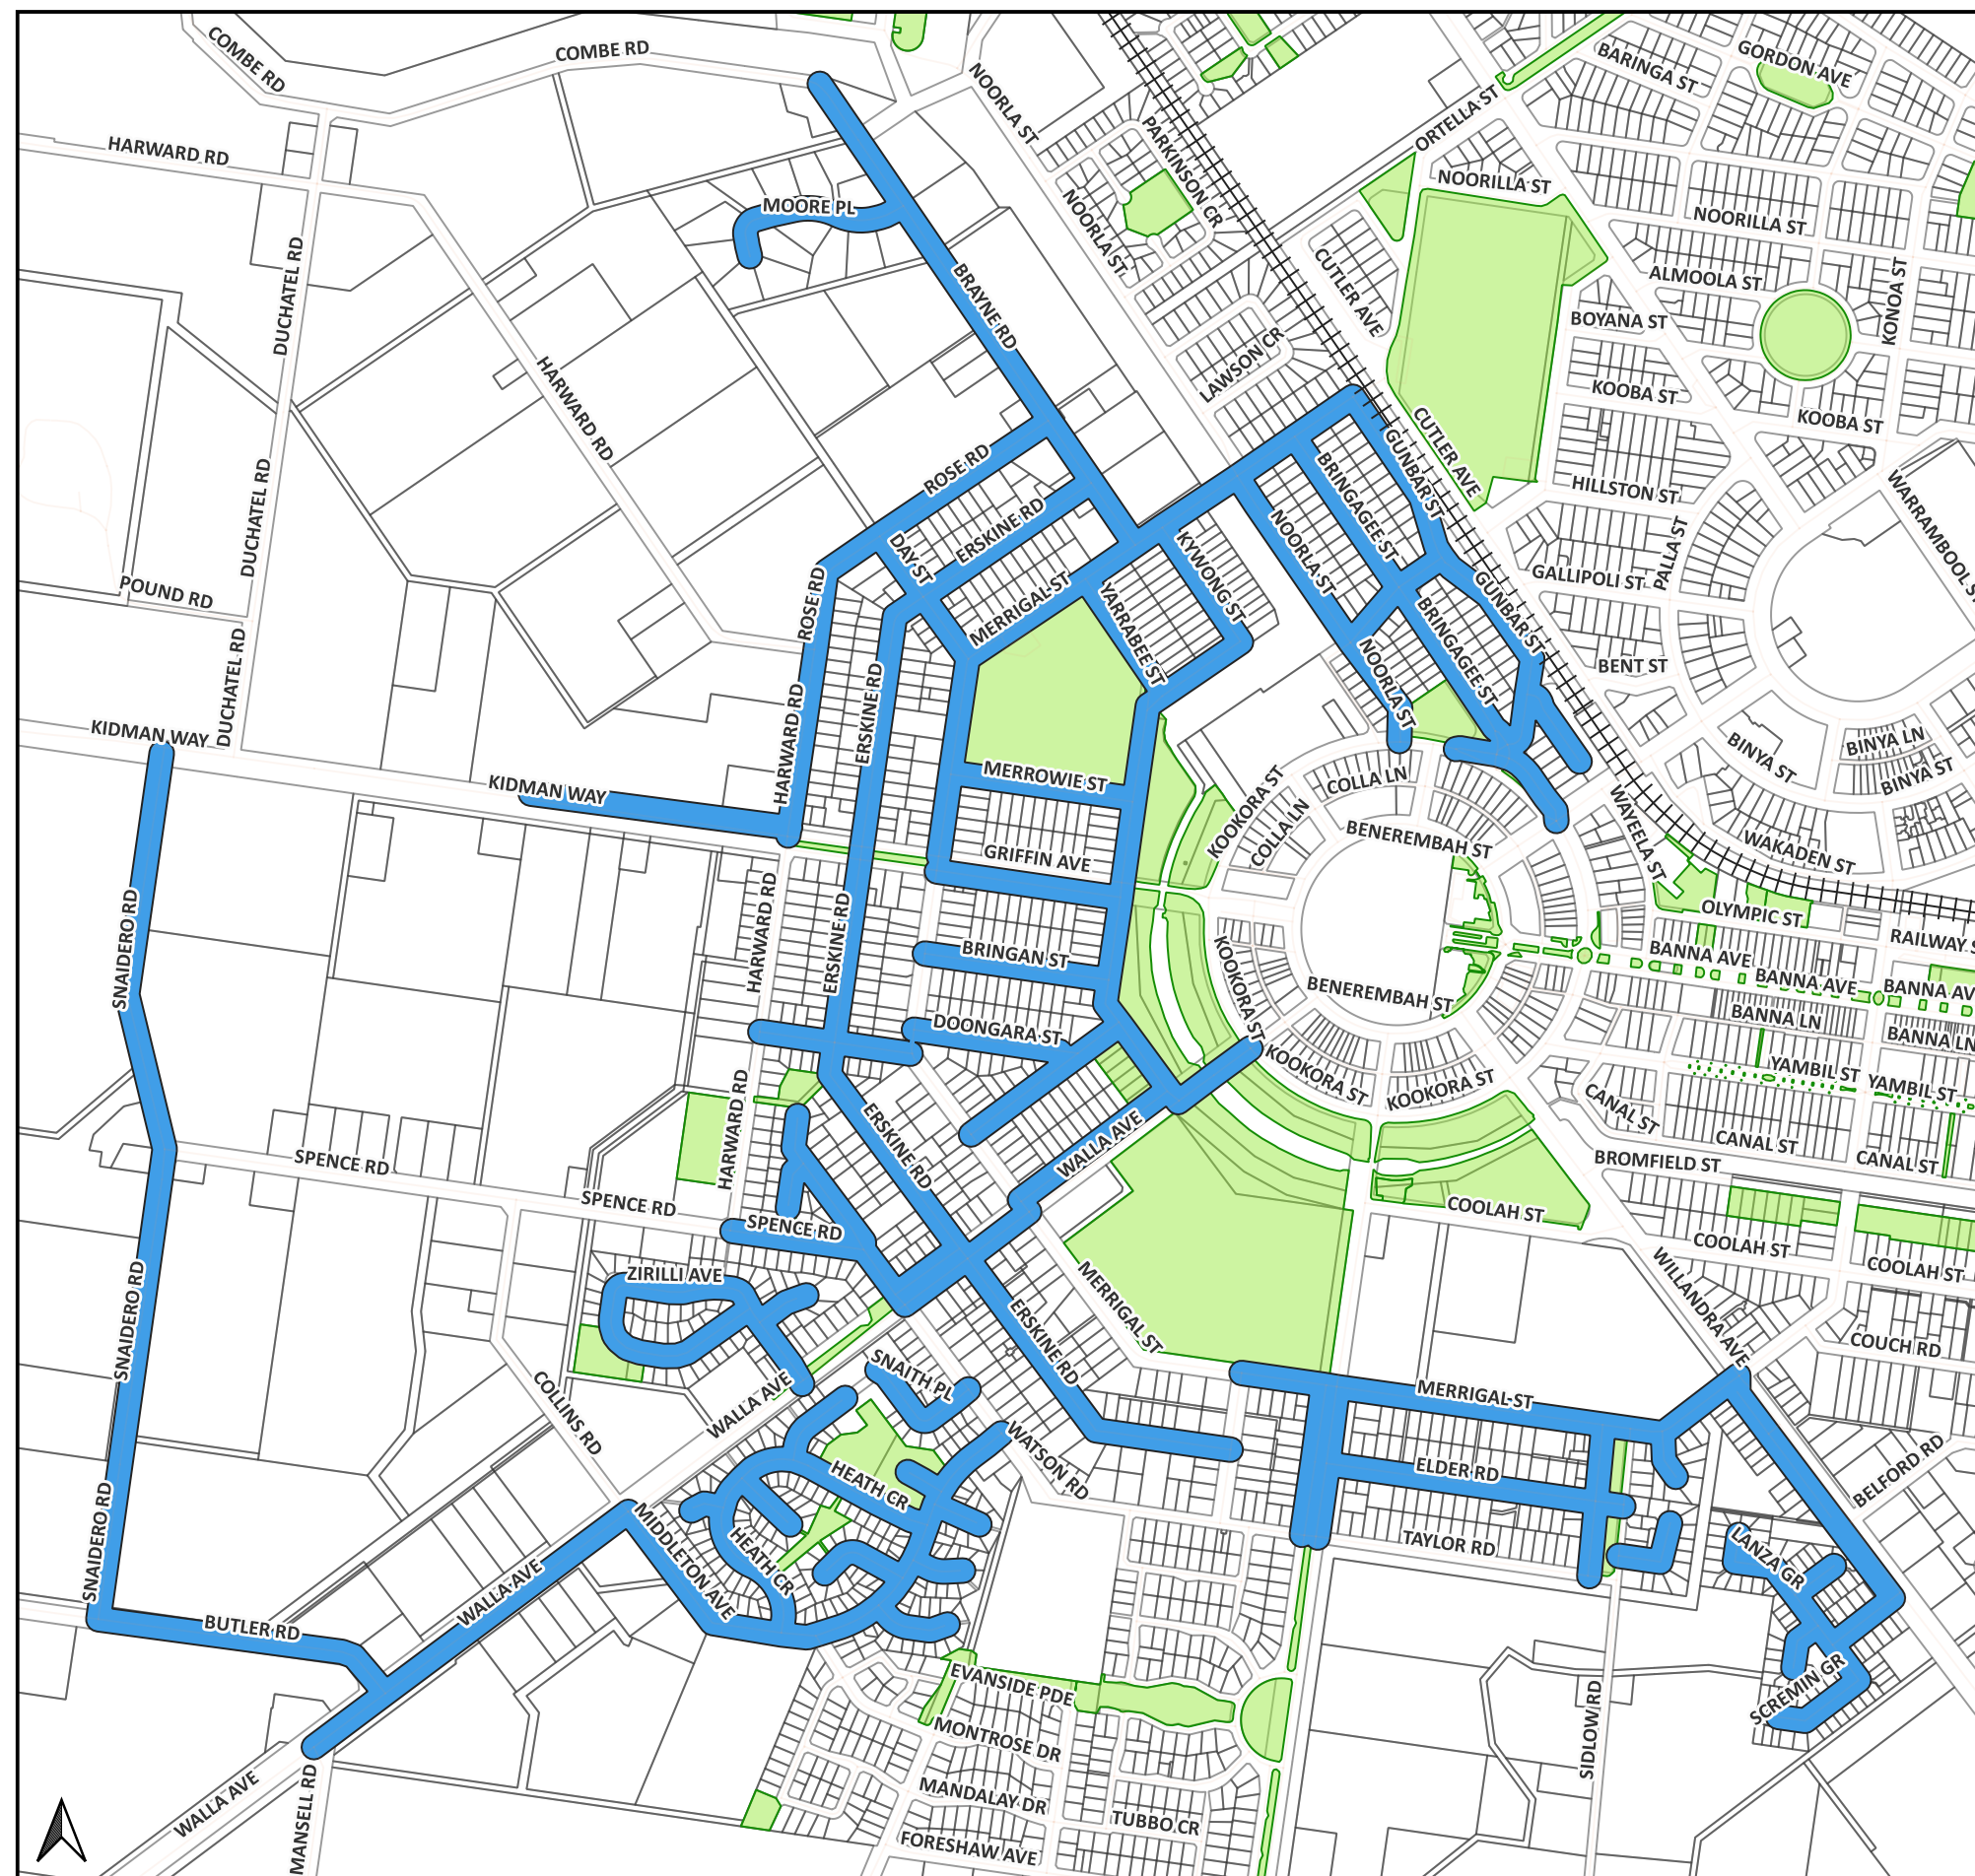 COMBE RD
COMBE RD
GORDON AVE
BARINGA ST
NOORLA ST
ORTELLA ST
HARWARD RD
PARKINSON CR
NOORILLA ST
MOORE PL
NOORLA ST
NOORILLA ST
DUCHATEL RD
BRAYNE RD
CUTLER AVE
ALMOOLA ST
KONOA ST
BOYANA ST
LAWSON CR
HARWARD RD
KOOBA ST
KOOBA ST
CUTLER AVE
GUNBAR ST
ROSE RD
BRINGAGEE ST
HILLSTON ST
WARRAMBOOL ST
DUCHATEL RD
ERSKINE RD
NOORLA ST
PALLA ST
DAY ST
KYWONG ST
GALLIPOLI ST
POUND RD
ROSE RD
MERRIGAL ST
YARRABEE ST
GUNBAR ST
BRINGAGEE ST
DUCHATEL RD
BENT ST
NOORLA ST
ERSKINE RD
HARWARD RD
KIDMAN WAY
BINYA ST
BINYA LN
BINYA ST
MERROWIE ST
COLLA LN
KIDMAN WAY
KOOKORA ST
COLLA LN
WAYEELA ST
BENEREMBAH ST
WAKADEN ST
GRIFFIN AVE
HARWARD RD
SNAIDERO RD
ERSKINE RD
OLYMPIC ST
RAILWAY S
BRINGAN ST
KOOKORA ST
BANNA AVE
BANNA AVE
BANNA AV
BENEREMBAH ST
BANNA LN
DOONGARA ST
BANNA LN
KOOKORA ST
KOOKORA ST
YAMBIL ST
YAMBIL ST
CANAL ST
HARWARD RD
ERSKINE RD
WALLA AVE
CANAL ST
CANAL ST
SPENCE RD
BROMFIELD ST
SPENCE RD
SPENCE RD
COOLAH ST
COOLAH ST
COOLAH ST
ZIRILLI AVE
MERRIGAL ST
WILLANDRA AVE
SNAIDERO RD
ERSKINE RD
COUCH RD
SNAITH PL
WALLA AVE
COLLINS RD
MERRIGAL ST
WATSON RD
ELDER RD
BELFORD RD
HEATH CR
SNAIDERO RD
MIDDLETON AVE
HEATH CR
TAYLOR RD
LANZA GR
WALLA AVE
BUTLER RD
SCREMIN GR
EVANSIDE PDE
SIDLOW RD
MONTROSE DR
WALLA AVE
MANSELL RD
MANDALAY DR
TUBBO CR
FORESHAW AVE